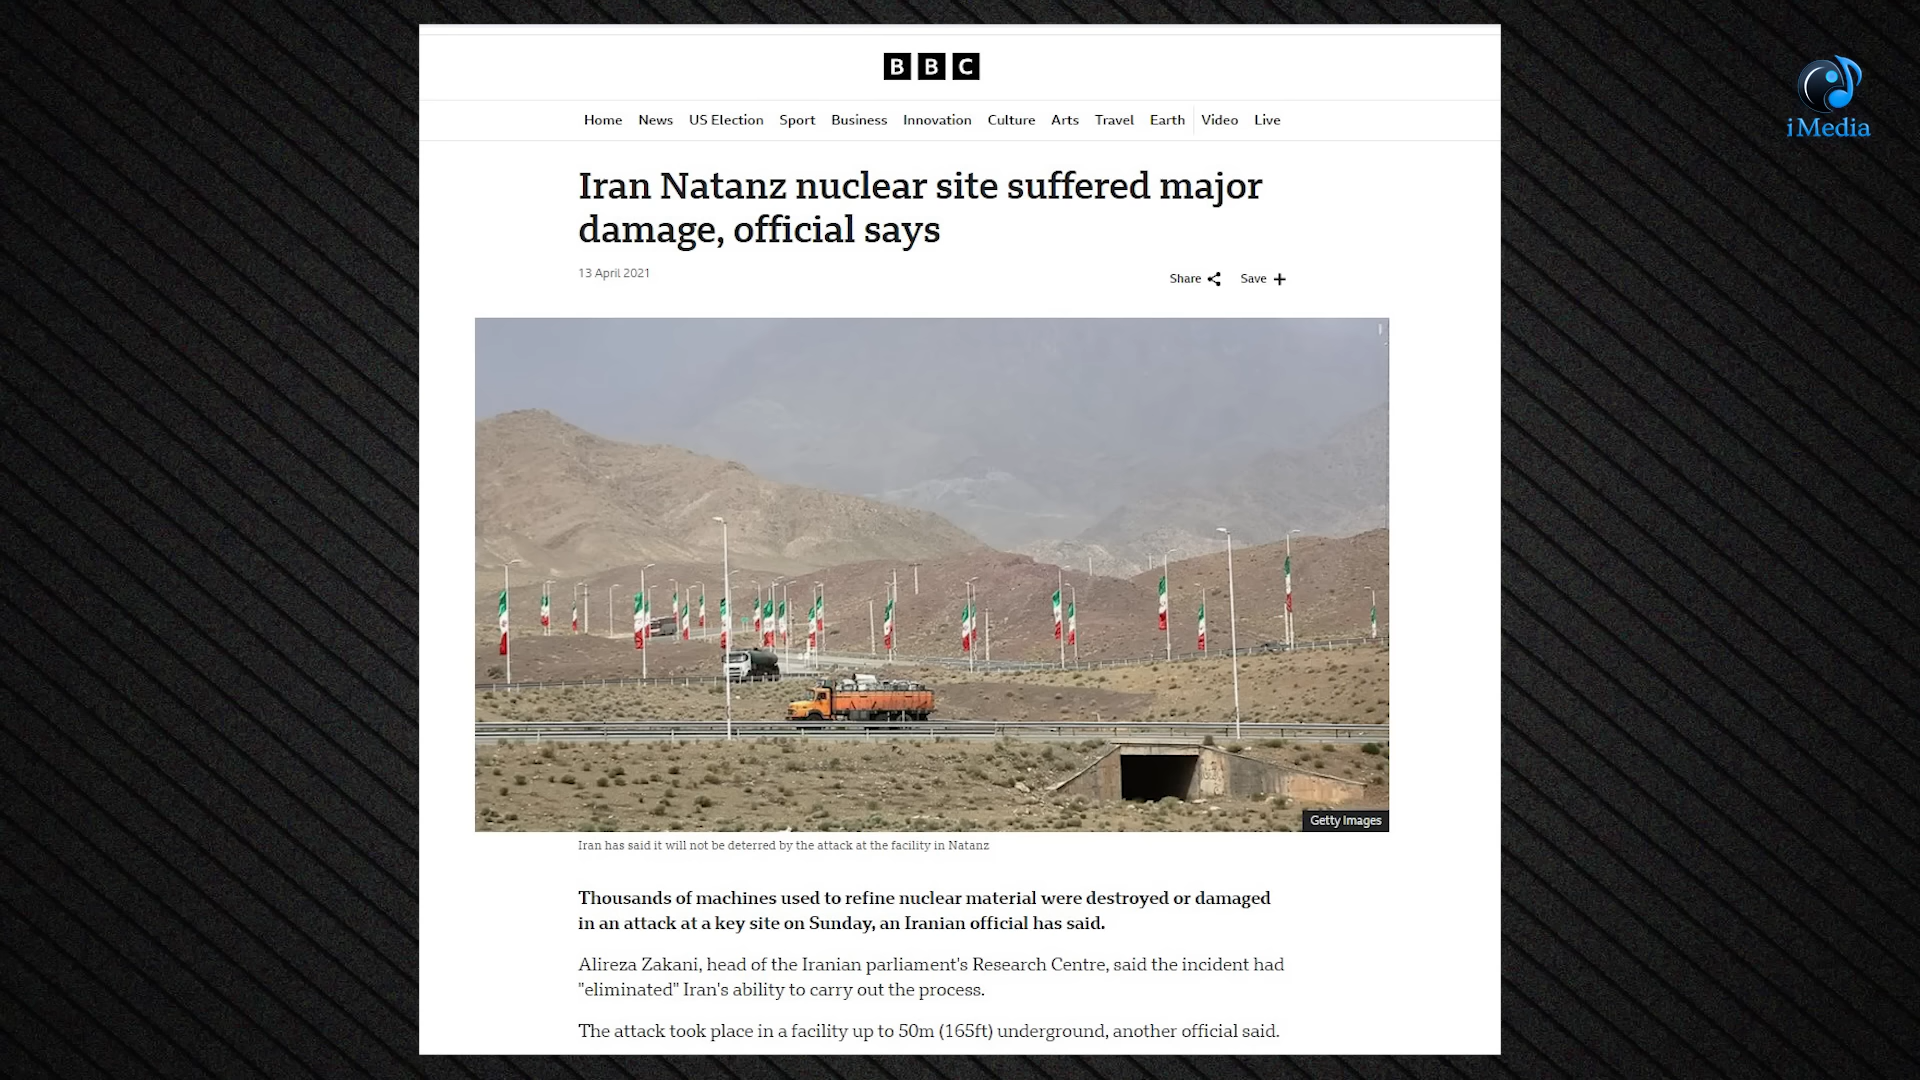 BBC
iMedia
Home News US Election Sport Business Innovation Culture Arts Travel Earth Video Live
Iran Natanz nuclear site suffered major
damage, official says
13 April 2021
Share Save
Getty Images
Iran has said it will not be deterred by the attack at the facility in Natanz
Thousands of machines used to refine nuclear material were destroyed or damaged
in an attack at a key site on Sunday, an Iranian official has said.
Alireza Zakani, head of the Iranian parliament's Research Centre, said the incident had
"eliminated" Iran's ability to carry out the process.
The attack took place in a facility up to 50m (165ft) underground, another official said.